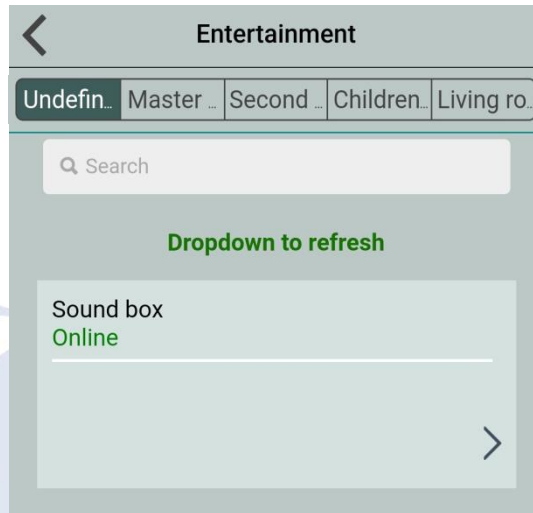 Entertainment
Undefin... Master ... Second ... Children... Living ro...
Search
Dropdown to refresh
Sound box
Online